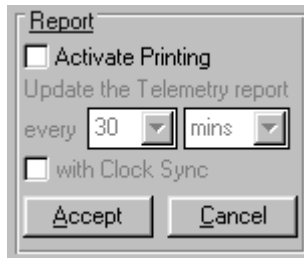 Report
Activate Printing
Update the Telemetry report
every 30 mins
with Clock Sync
Accept Cancel